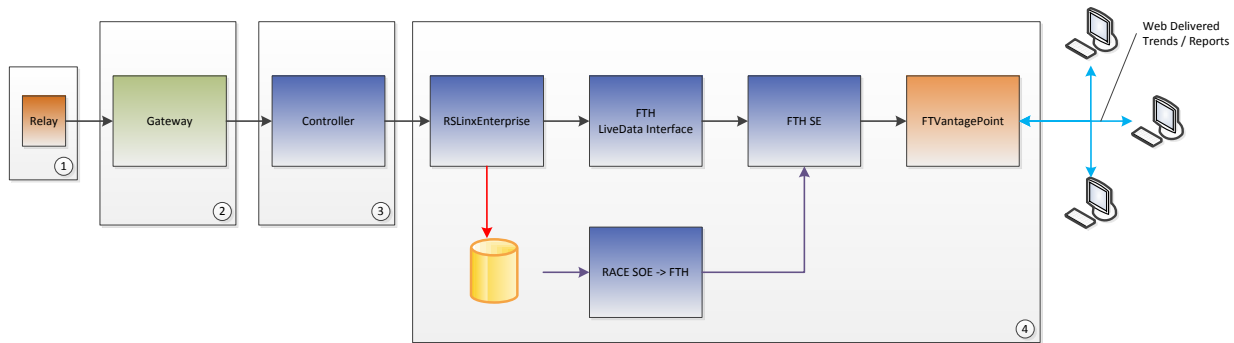 Relay
1
Gateway
2
Controller
3
RSLinxEnterprise
FTH
LiveData Interface
FTH SE
FTVantagePoint
RACE SOE -> FTH
4
Web Delivered
Trends / Reports